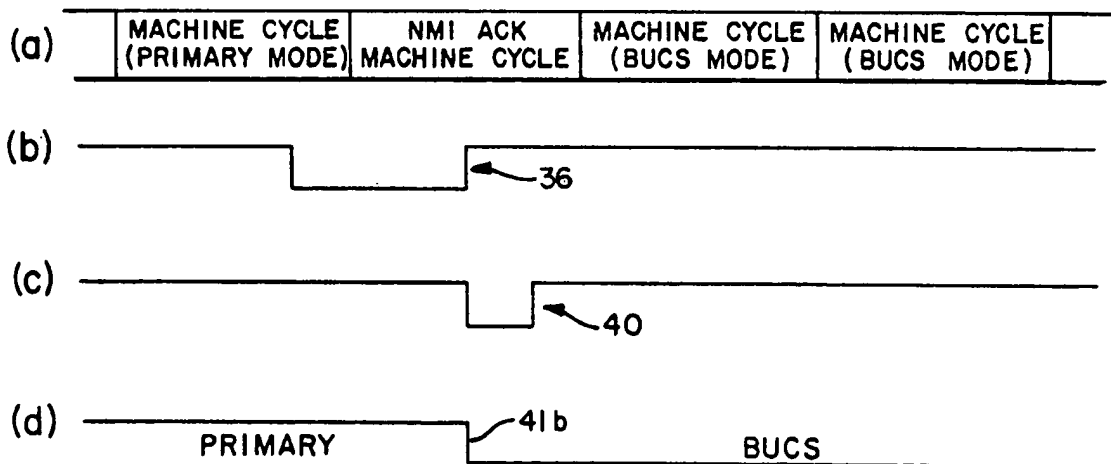 (a)
MACHINE CYCLE
(PRIMARY MODE)
NMI ACK
MACHINE CYCLE
MACHINE CYCLE
(BUCS MODE)
MACHINE CYCLE
(BUCS MODE)
(b)
36
(c)
40
(d)
41b
PRIMARY
BUCS